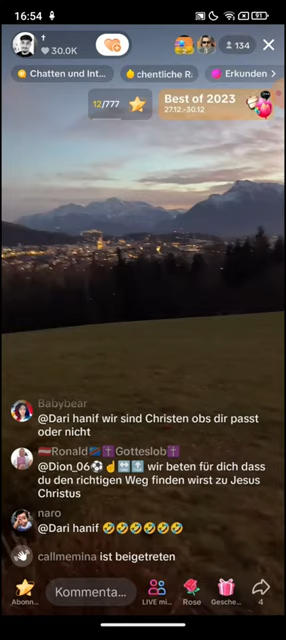 16:54
91
✝
30.0K
134
Chatten und Int...
chentliche R
Erkunden
12/777
Best of 2023
27.12.-30.12
Babybear
@Dari hanif wir sind Christen obs dir passt
oder nicht
Ronald ✝ Gotteslob ✝
@Dion_06⚽☝️🔛⬆️ wir beten für dich dass
du den richtigen Weg finden wirst zu Jesus
Christus
naro
@Dari hanif 🤣🤣🤣🤣🤣🤣
callmemina ist beigetreten
Abonn...
Kommenta...
LIVE mi...
Rose
Gesche...
4